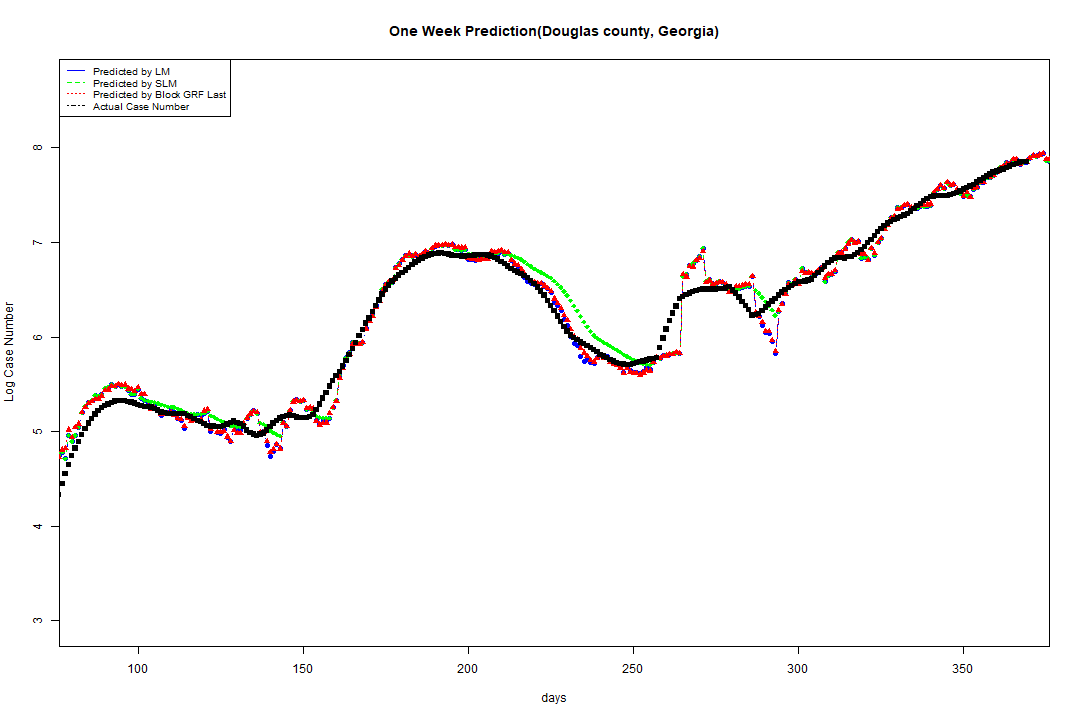 One Week Prediction(Douglas county, Georgia)
Predicted by LM
Predicted by SLM
Predicted by Block GRF Last
Actual Case Number
8
7
6
5
4
3
Log Case Number
100 150 200 250 300 350
days